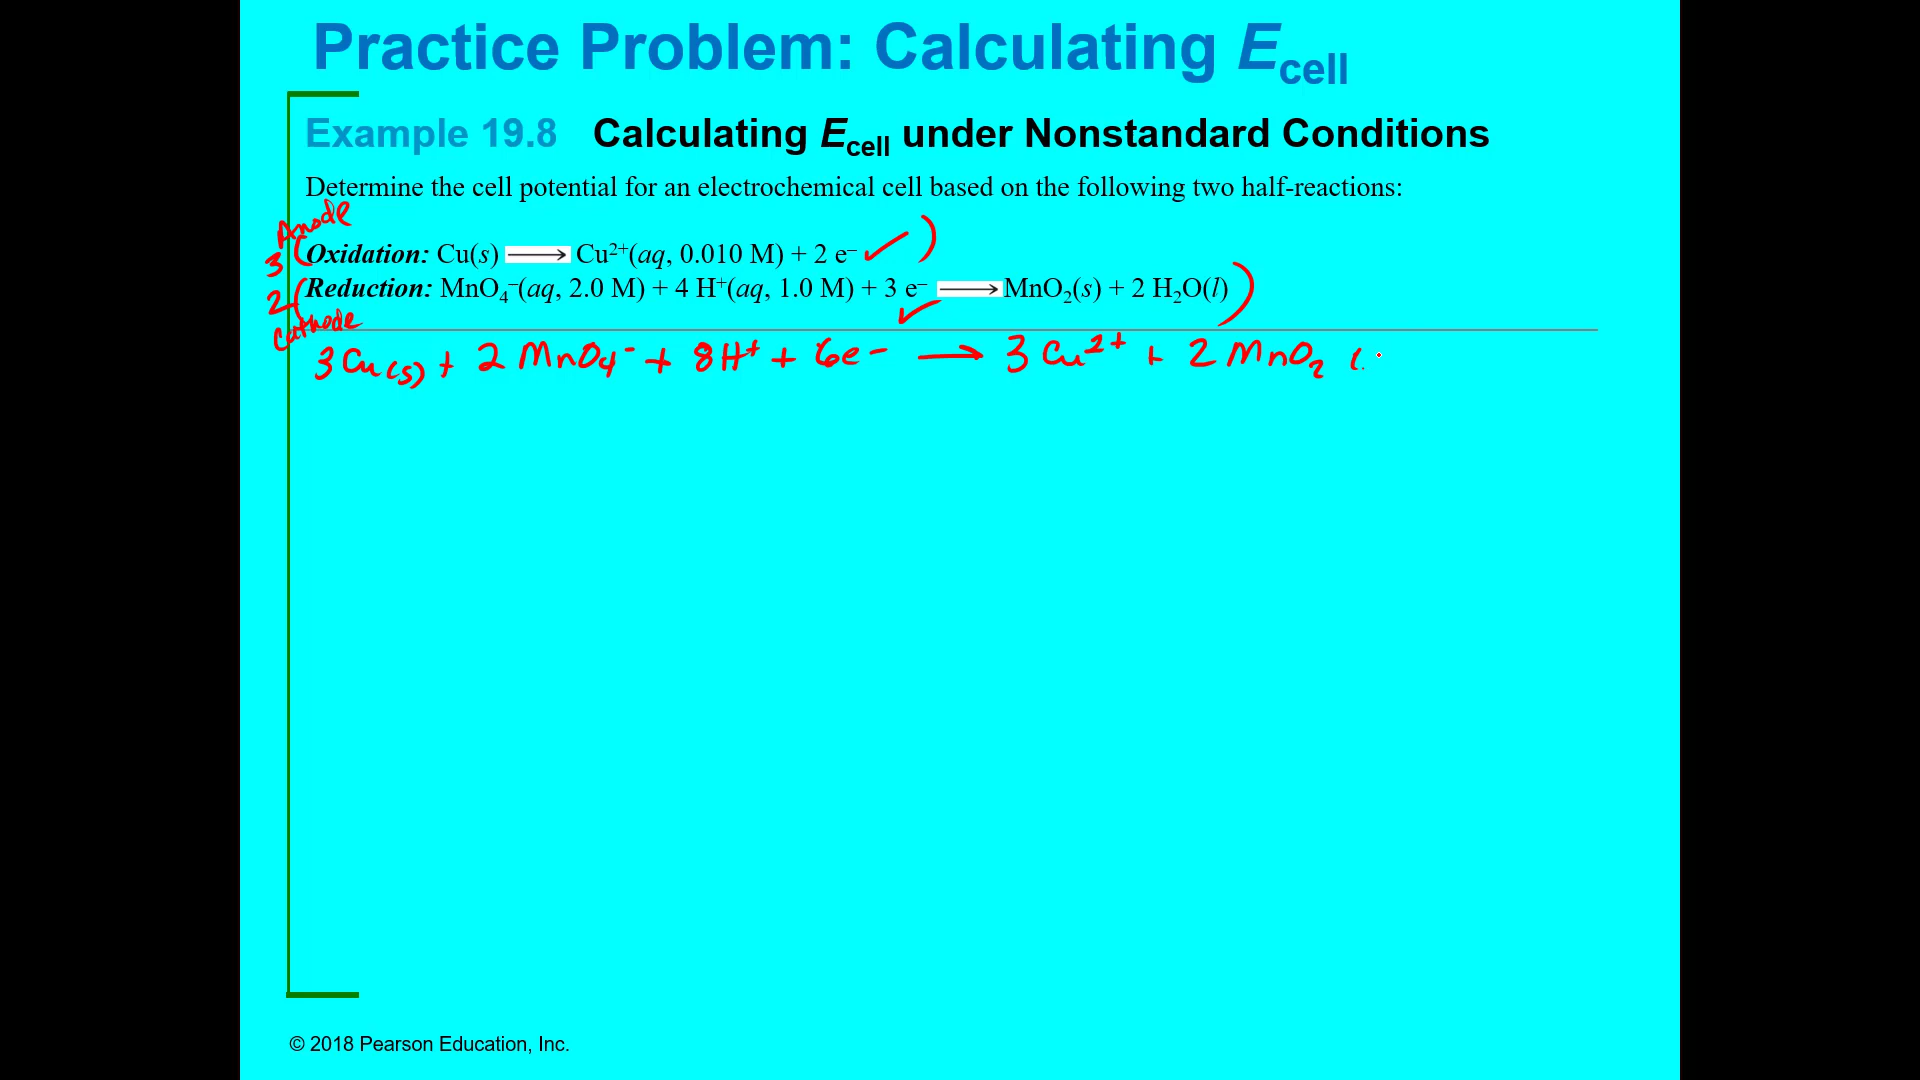 Practice Problem: Calculating Ecell
Example 19.8 Calculating Ecell under Nonstandard Conditions
Determine the cell potential for an electrochemical cell based on the following two half-reactions:
Anode
3 (Oxidation: Cu(s) ⟶ Cu²⁺(aq, 0.010 M) + 2 e⁻ ✓)
2 (Reduction: MnO₄⁻(aq, 2.0 M) + 4 H⁺(aq, 1.0 M) + 3 e⁻ ⟶ MnO₂(s) + 2 H₂O(l)) ✓
Cathode
3 Cu(s) + 2 MnO₄⁻ + 8H⁺ + 6e⁻ ⟶ 3 Cu²⁺ + 2 MnO₂ (
© 2018 Pearson Education, Inc.